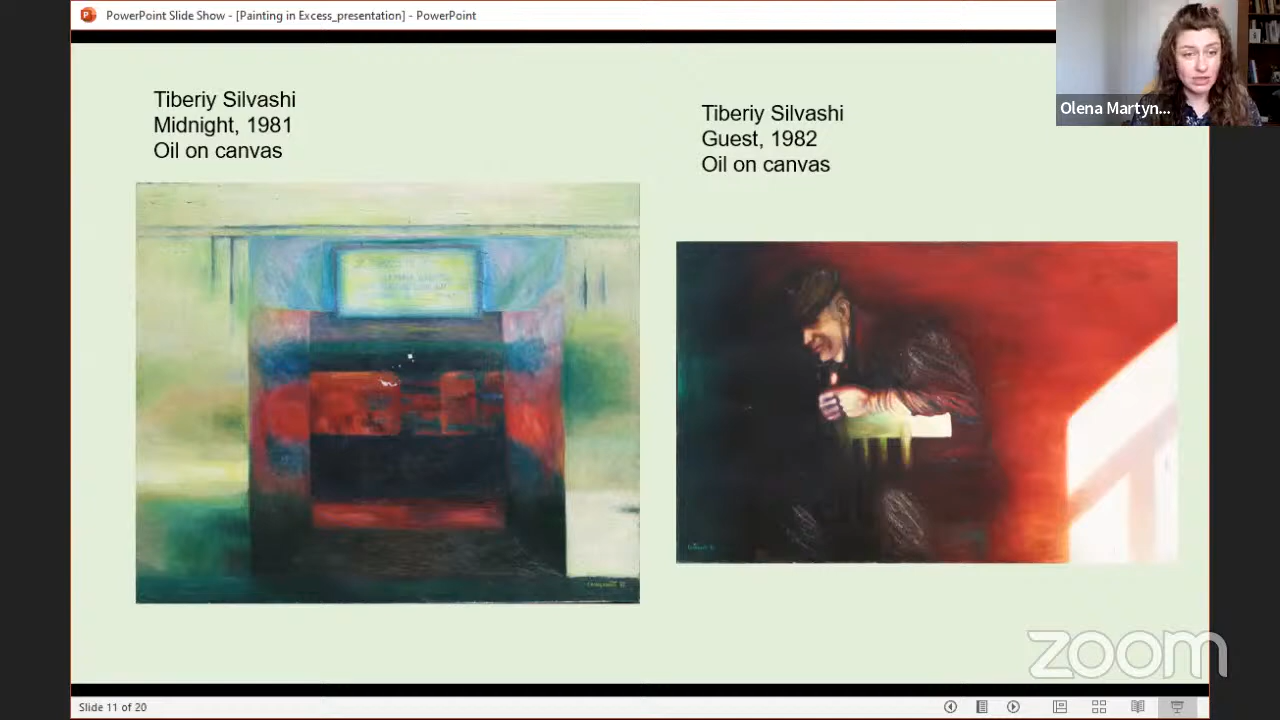 PowerPoint Slide Show - [Painting in Excess_presentation] - PowerPoint
Olena Martyn...
Tiberiy Silvashi
Midnight, 1981
Oil on canvas
Tiberiy Silvashi
Guest, 1982
Oil on canvas
zoom
Slide 11 of 20